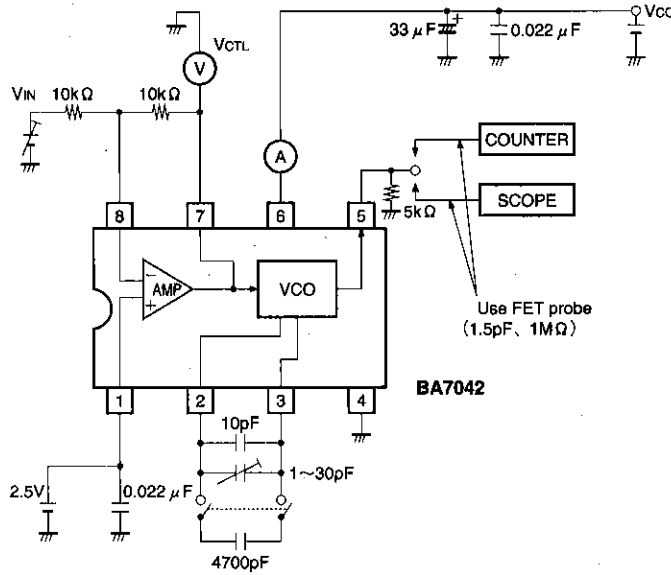 VCC
33 μF
+
0.022 μF
VCTL
V
VIN
10kΩ
10kΩ
A
COUNTER
SCOPE
5kΩ
8
7
6
5
AMP
−
+
VCO
Use FET probe
(1.5pF、1MΩ)
BA7042
1
2
3
4
10pF
1～30pF
2.5V
0.022 μF
4700pF